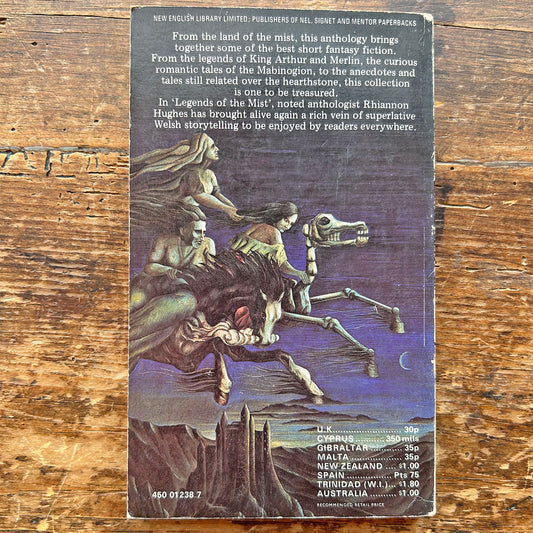 NEW ENGLISH LIBRARY LIMITED: PUBLISHERS OF NEL, SIGNET AND MENTOR PAPERBACKS
From the land of the mist, this anthology brings
together some of the best short fantasy fiction.
From the legends of King Arthur and Merlin, the curious
romantic tales of the Mabinogion, to the anecdotes and
tales still related over the hearthstone, this collection
is one to be treasured.
In 'Legends of the Mist', noted anthologist Rhiannon
Hughes has brought alive again a rich vein of superlative
Welsh storytelling to be enjoyed by readers everywhere.
U.K. .................... 30p
CYPRUS .......... 350 mils
GIBRALTAR .......... 35p
MALTA ................. 35p
NEW ZEALAND .... $1.00
SPAIN ............... Pts 75
TRINIDAD (W.I.)... $1.80
AUSTRALIA .......... $1.00
RECOMMENDED RETAIL PRICE
450 01238 7